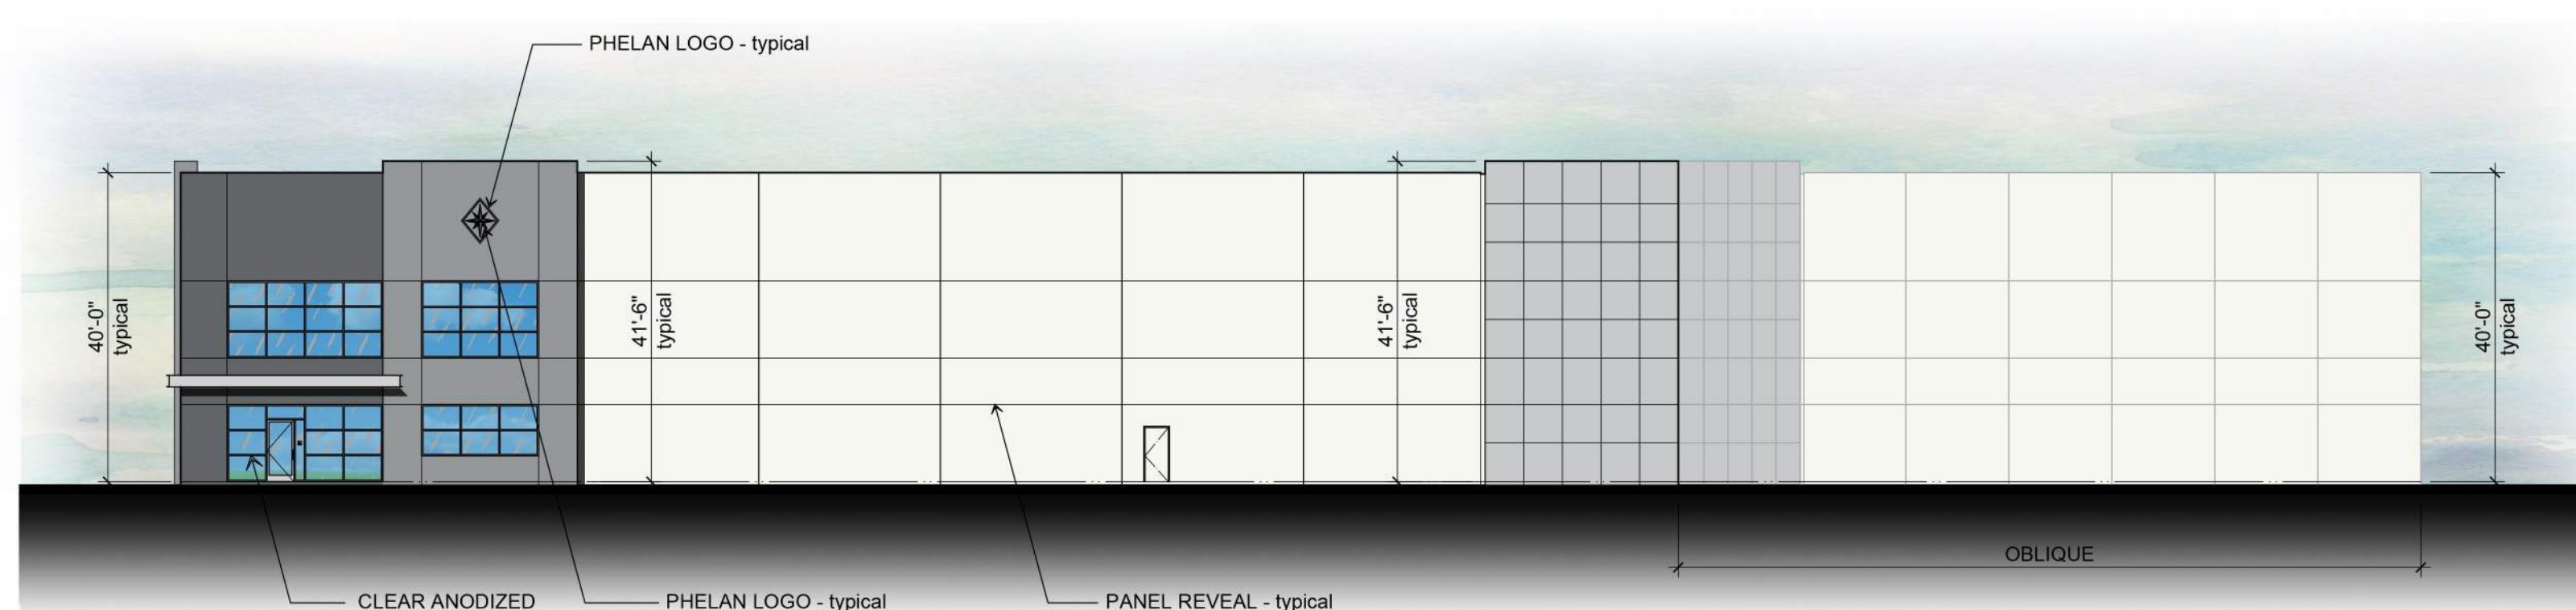 PHELAN LOGO - typical
40'-0"
typical
41'-6"
typical
41'-6"
typical
40'-0"
typical
OBLIQUE
CLEAR ANODIZED
PHELAN LOGO - typical
PANEL REVEAL - typical